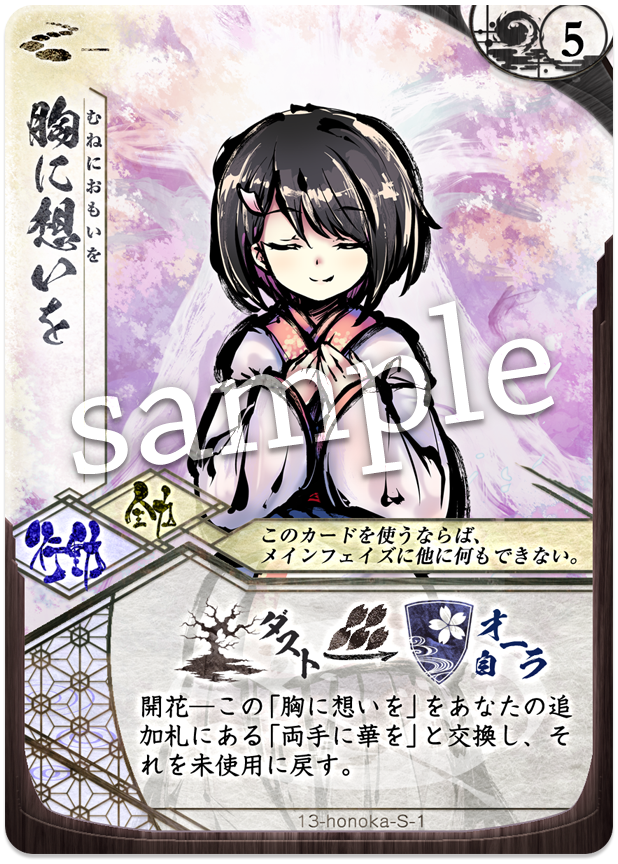 5
胸に想いを
むねにおもいを
sample
行動
全力
このカードを使うならば、
メインフェイズに他に何もできない。
ダスト
オーラ
自
開花─この「胸に想いを」をあなたの追
加札にある「両手に華を」と交換し、そ
れを未使用に戻す。
13-honoka-S-1